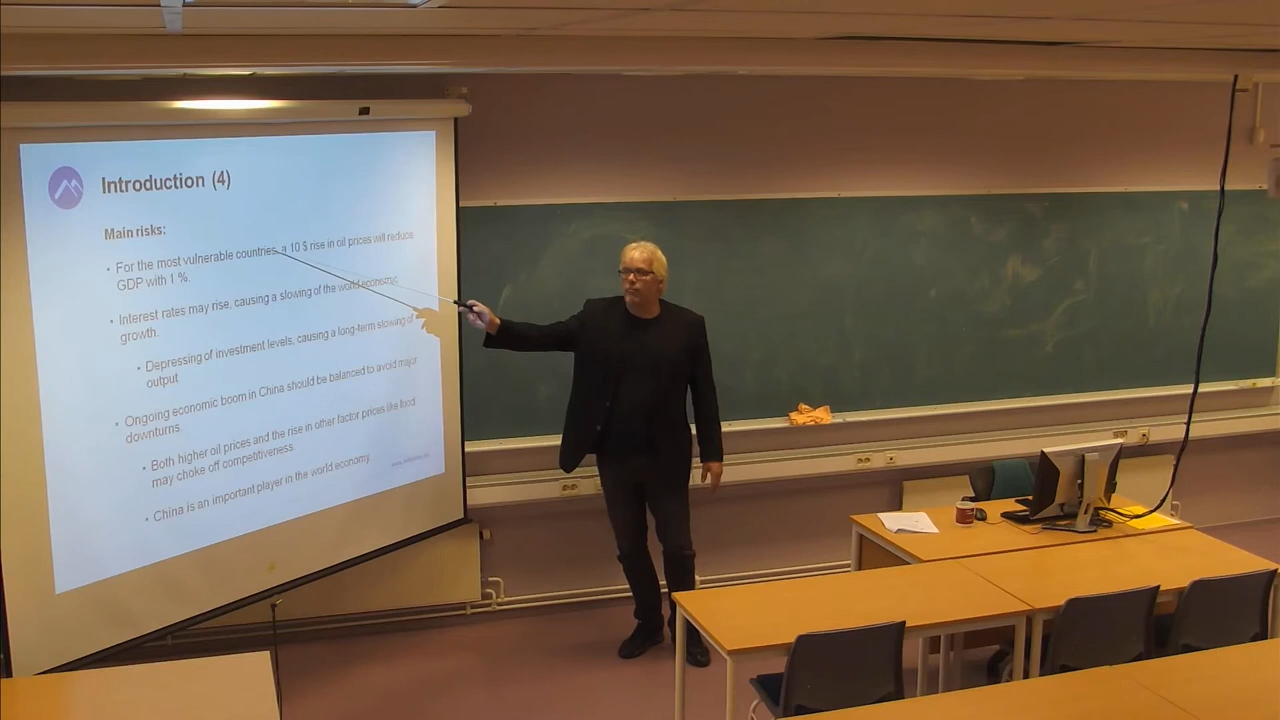 Introduction (4)
Main risks:
• For the most vulnerable countries, a 10 $ rise in oil prices will reduce
GDP with 1 %.
• Interest rates may rise, causing a slowing of the world economic
growth.
• Depressing of investment levels, causing a long-term slowing of
output
• Ongoing economic boom in China should be balanced to avoid major
downturns.
• Both higher oil prices and the rise in other factor prices like food
may choke off competitiveness.
• China is an important player in the world economy.